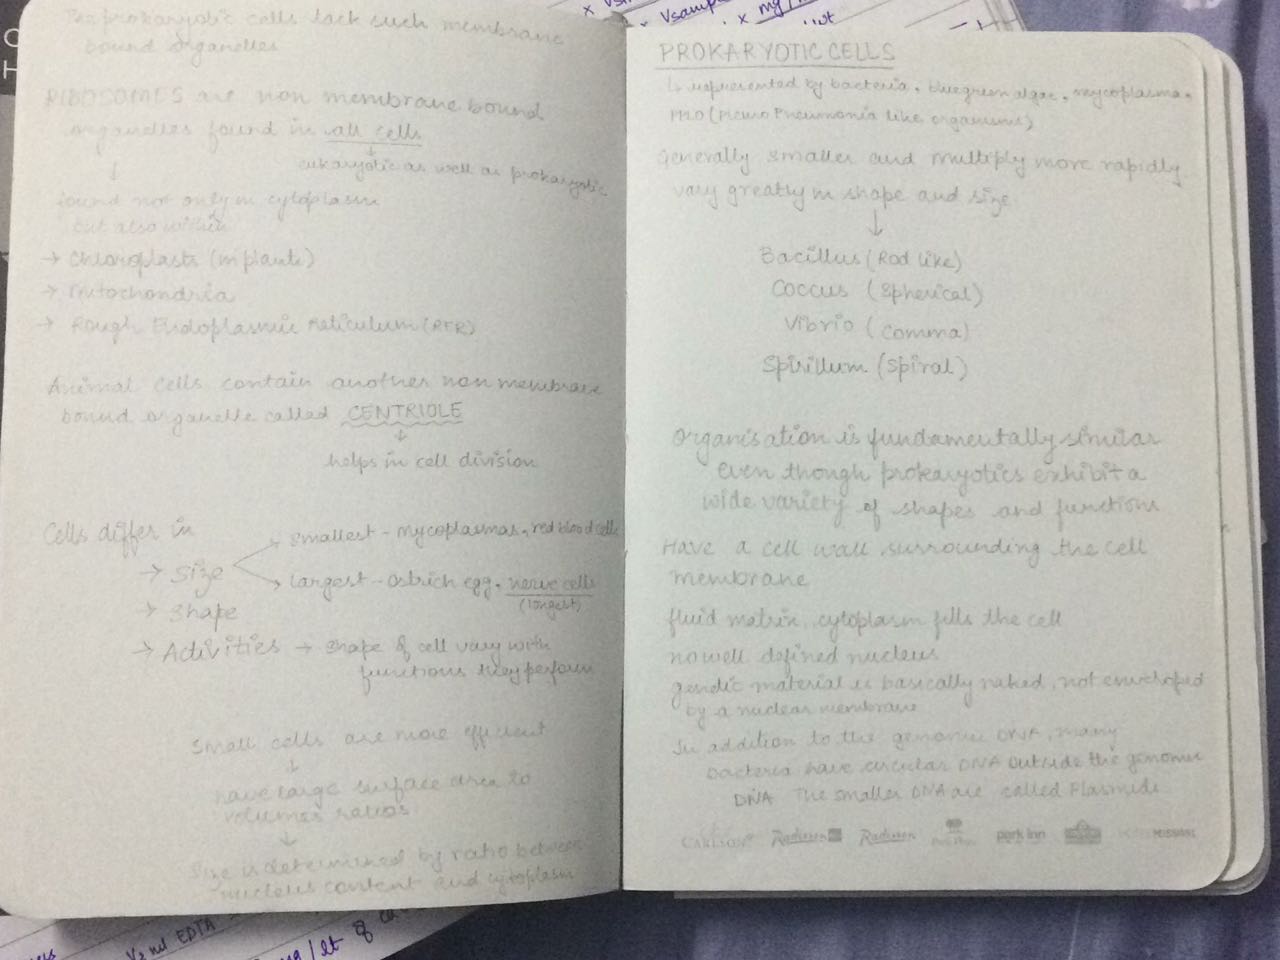 The prokaryotic cells lack such membrane
bound organelles
RIBOSOMES are non membrane bound
organelles found in all cells
↓
eukaryotic as well as prokaryotic
↓
found not only in cytoplasm
but also within
→ Chloroplasts (in plants)
→ Mitochondria
→ Rough Endoplasmic Reticulum (RER)
Animal cells contain another non membrane
bound organelle called CENTRIOLE
↓
helps in cell division
Cells differ in
→ Size
smallest - mycoplasmas, red blood cells
largest - ostrich egg, nerve cells
(longest)
→ Shape
→ Activities → shape of cell vary with
functions they perform
Small cells are more efficient
↓
have large surface area to
volumes ratios
↓
Size is determined by ratio between
nucleus content and cytoplasm
PROKARYOTIC CELLS
↳ represented by bacteria, blue green algae, mycoplasma,
PPLO (Pleuro Pneumonia like organisms)
Generally smaller and multiply more rapidly
vary greatly in shape and size
↓
Bacillus (Rod like)
Coccus (Spherical)
Vibrio (comma)
Spirillum (Spiral)
Organisation is fundamentally similar
Even though prokaryotics exhibit a
wide variety of shapes and functions
Have a cell wall surrounding the cell
membrane
fluid matrix, cytoplasm fills the cell
no well defined nucleus
genetic material is basically naked, not enveloped
by a nuclear membrane
In addition to the genomic DNA, many
bacteria have circular DNA outside the genomic
DNA The smaller DNA are called Plasmids
CARLSON Radisson Radisson park inn
x Vsample
x mg/
V2 ml EDTA
mg/lt of